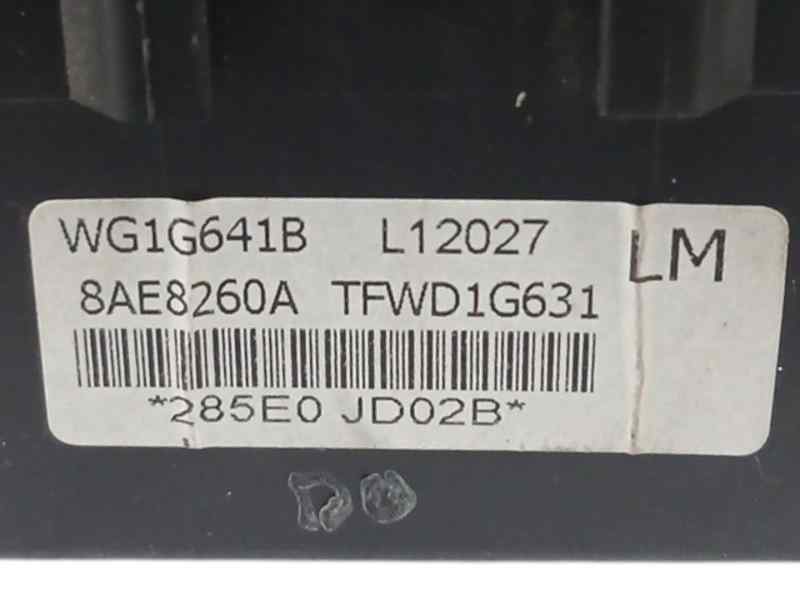 WG1G641B L12027 LM
8AE8260A TFWD1G631
*285E0 JD02B*